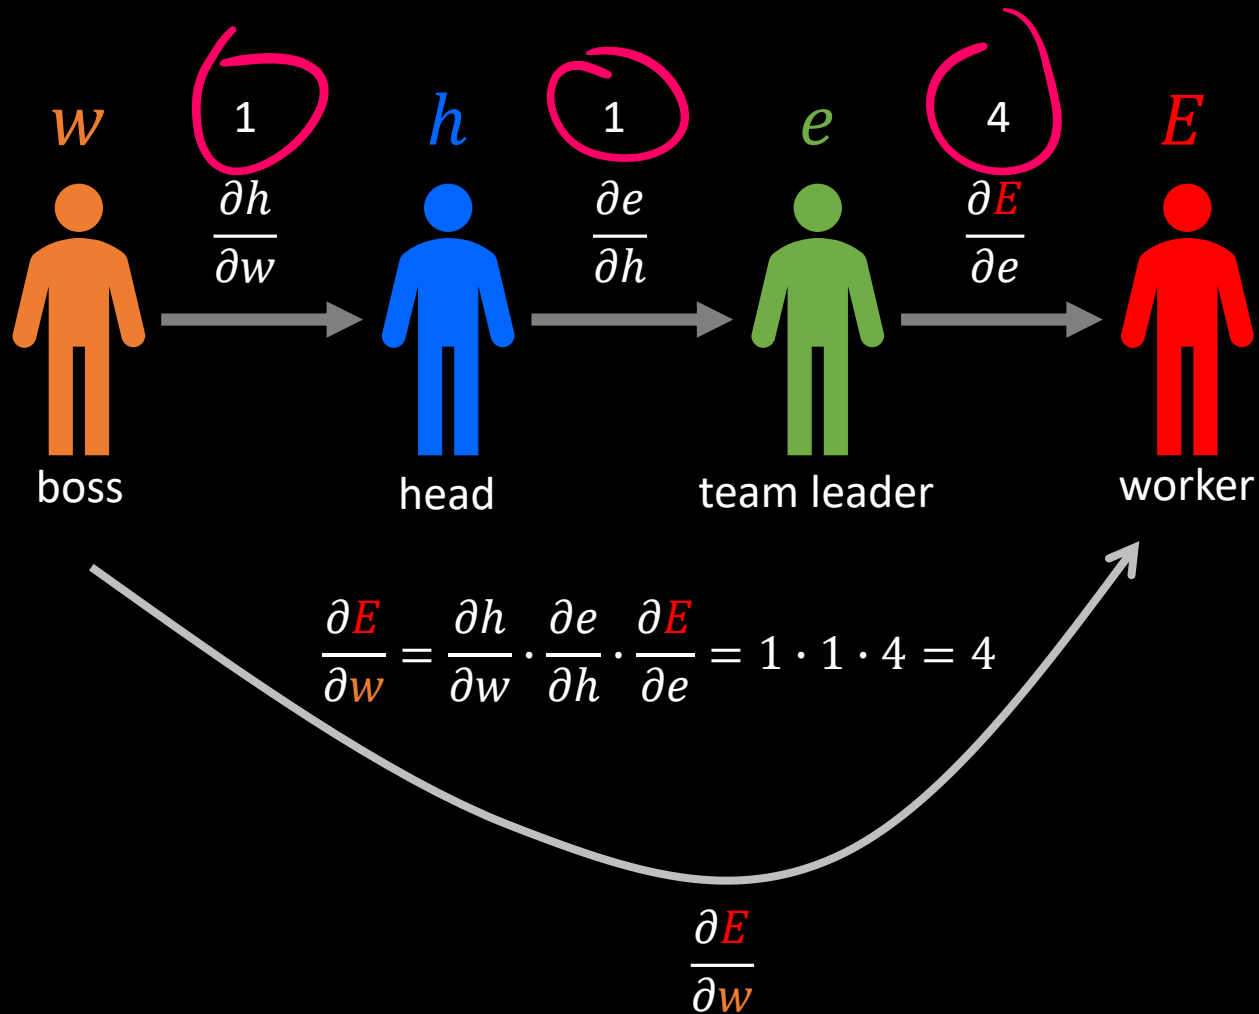 w 1 h 1 e 4 E
∂h/∂w ∂e/∂h ∂E/∂e
boss head team leader worker
∂E/∂w = ∂h/∂w · ∂e/∂h · ∂E/∂e = 1 · 1 · 4 = 4
∂E/∂w